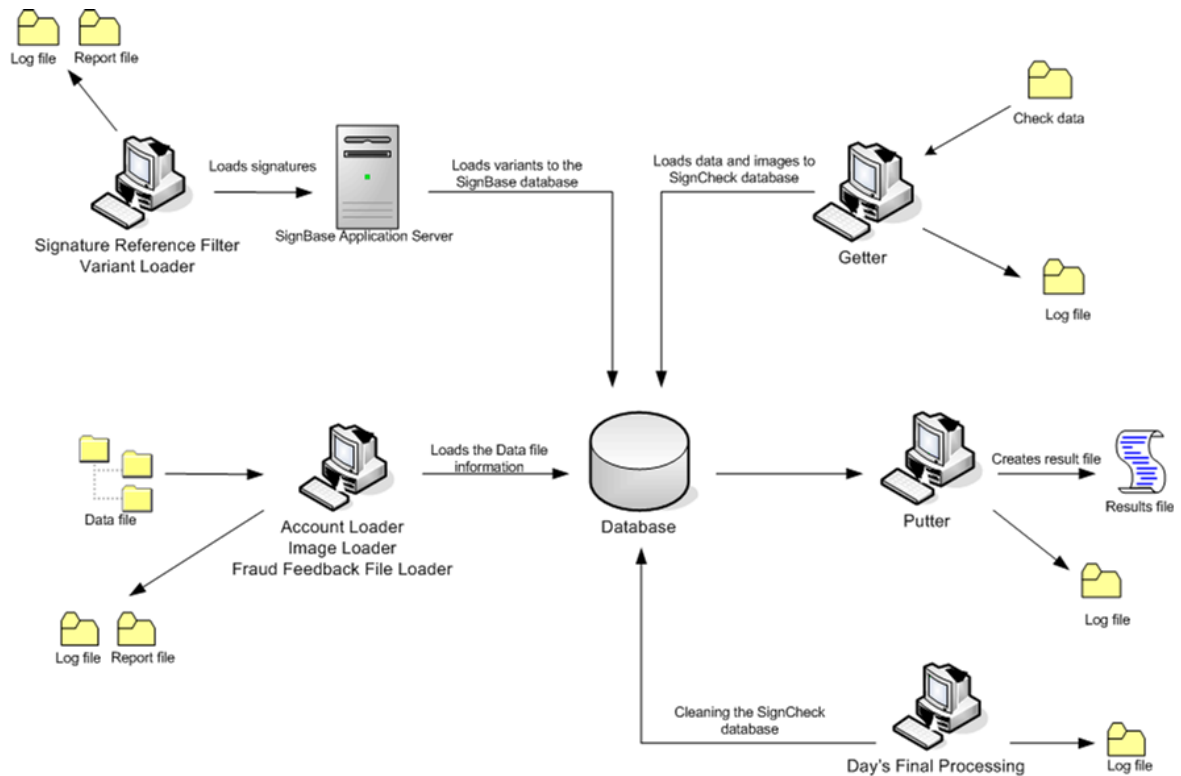 Log file
Report file
Check data
Loads signatures
Loads variants to the
SignBase database
Loads data and images to
SignCheck database
SignBase Application Server
Signature Reference Filter
Variant Loader
Getter
Log file
Loads the Data file
information
Creates result file
Data file
Account Loader
Image Loader
Fraud Feedback File Loader
Database
Putter
Results file
Log file
Log file
Report file
Cleaning the SignCheck
database
Day's Final Processing
Log file